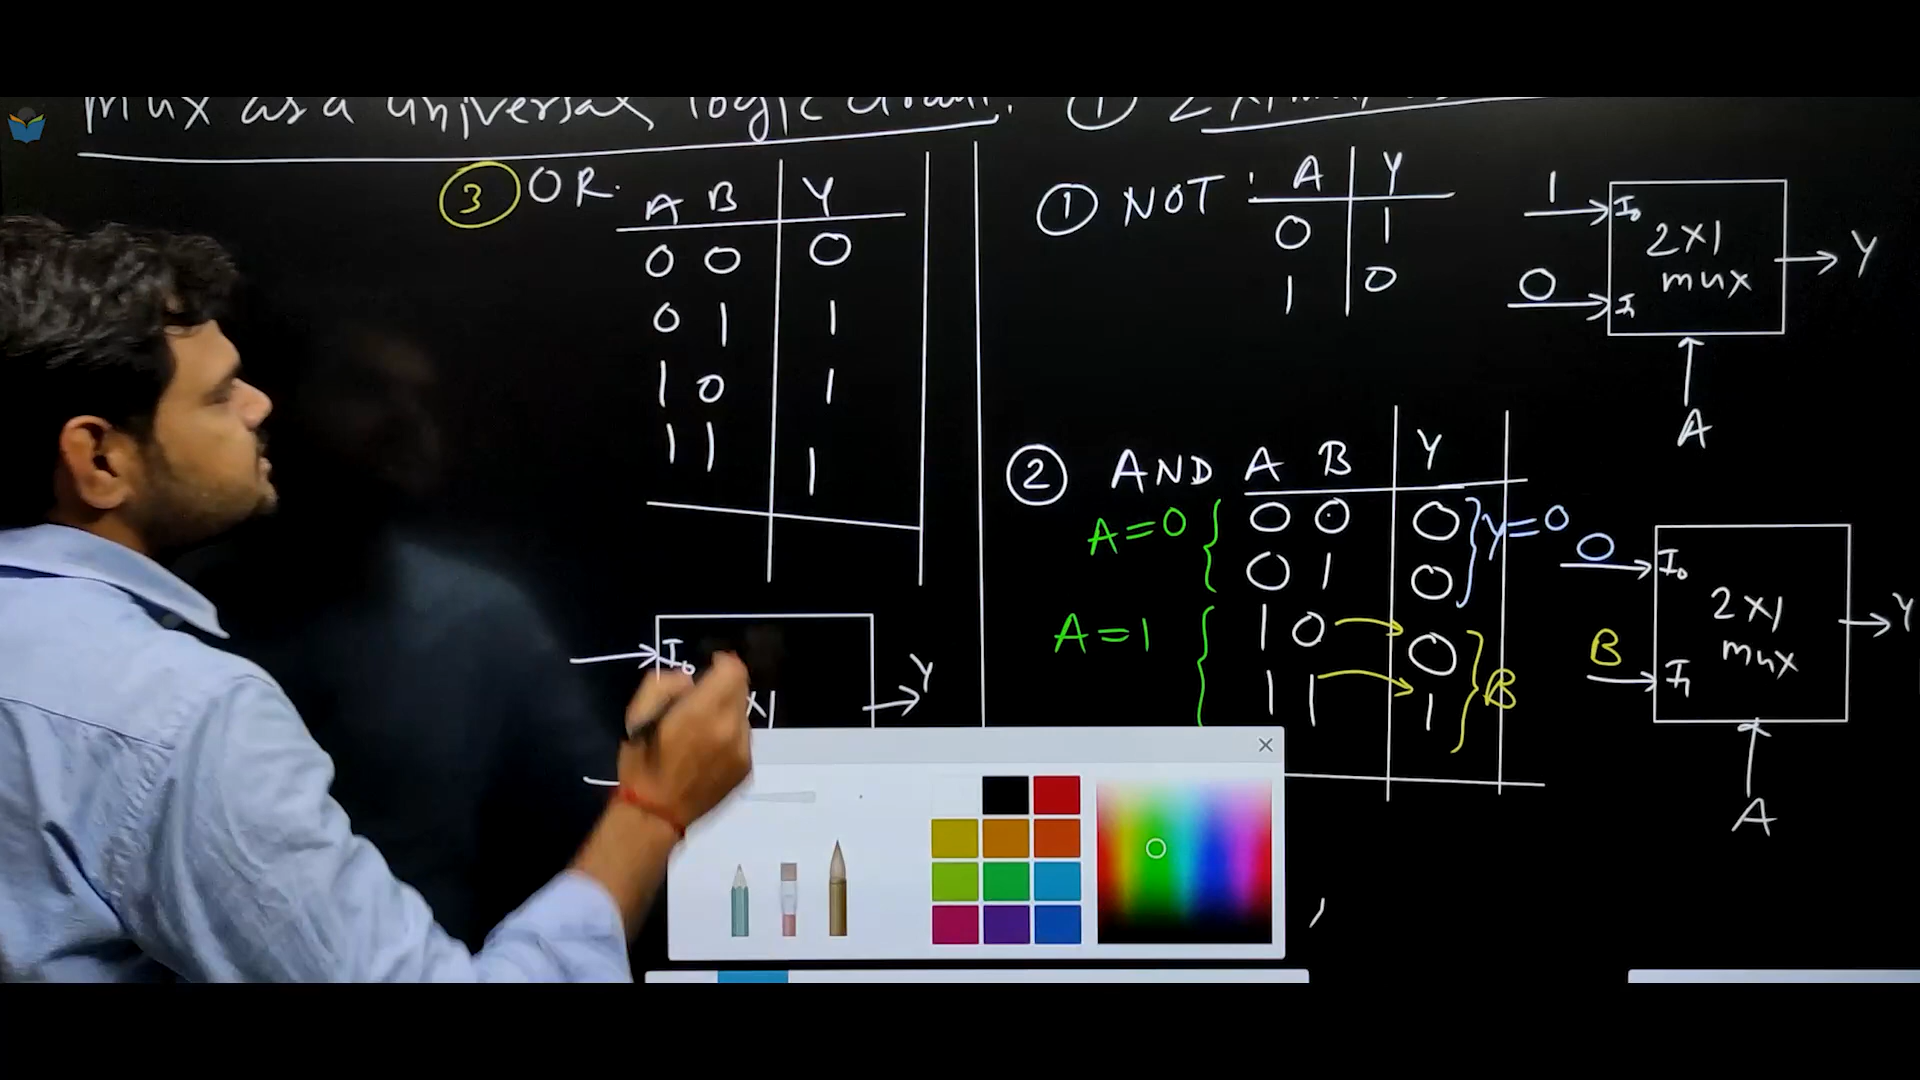 Mux as a universal logic
①
③ OR.
A B Y
0 0 0
0 1 1
1 0 1
1 1 1
I₀
X1
Y
① NOT : A Y
0 1
1 0
1 I₀
0 I₁
2X1
mux
Y
A
② AND A B Y
A=0 0 0 0
0 1 0
Y=0
A=1 1 0 0
1 1 1
B
0 I₀
B I₁
2X1
mux
Y
A